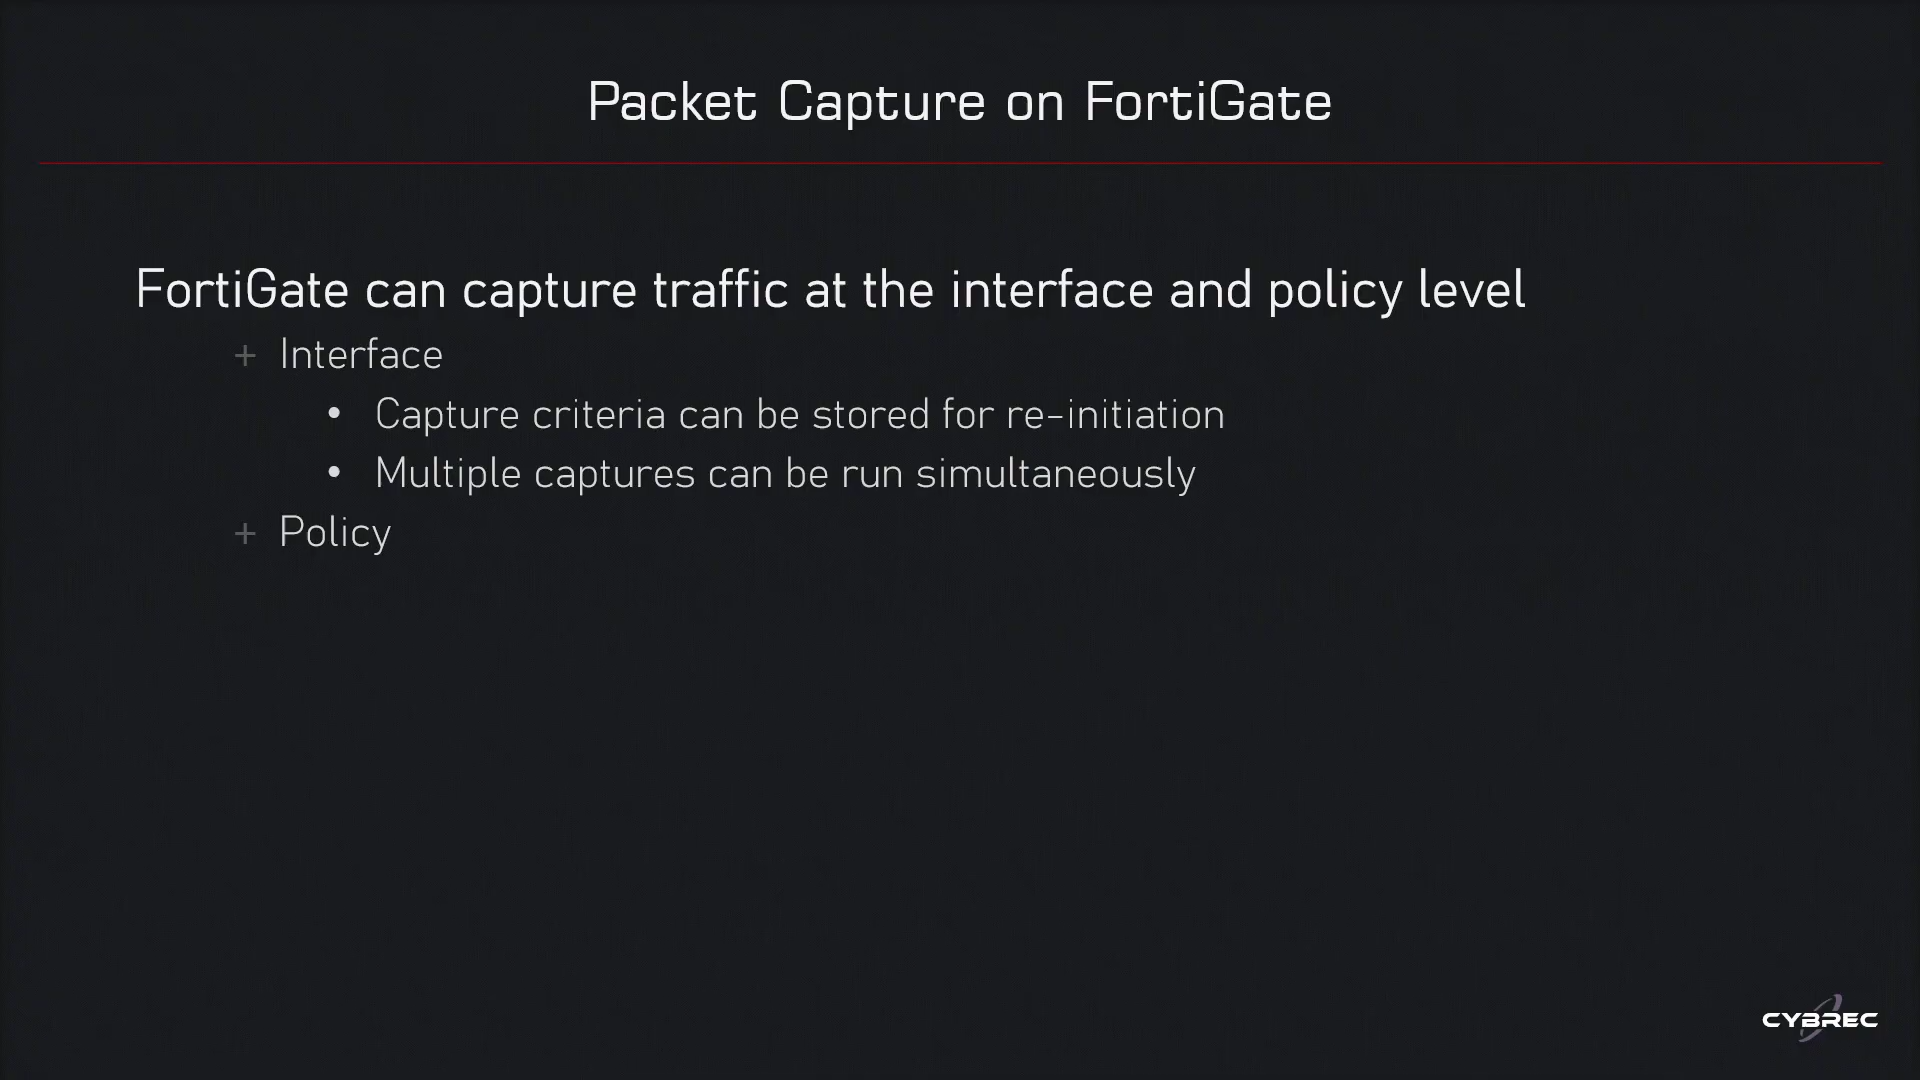 Packet Capture on FortiGate
FortiGate can capture traffic at the interface and policy level
+ Interface
• Capture criteria can be stored for re-initiation
• Multiple captures can be run simultaneously
+ Policy
CYBREC